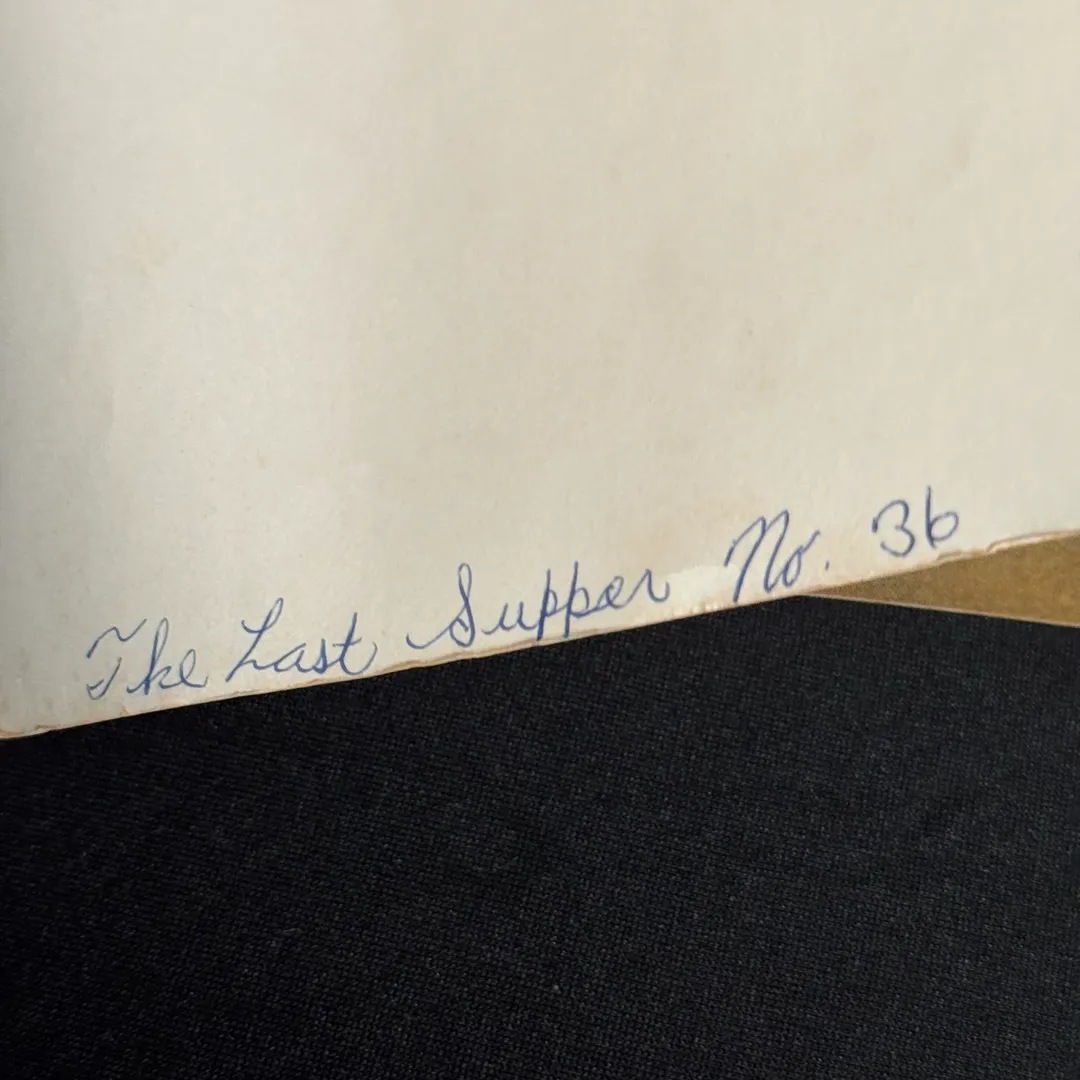 The Last Supper No. 36